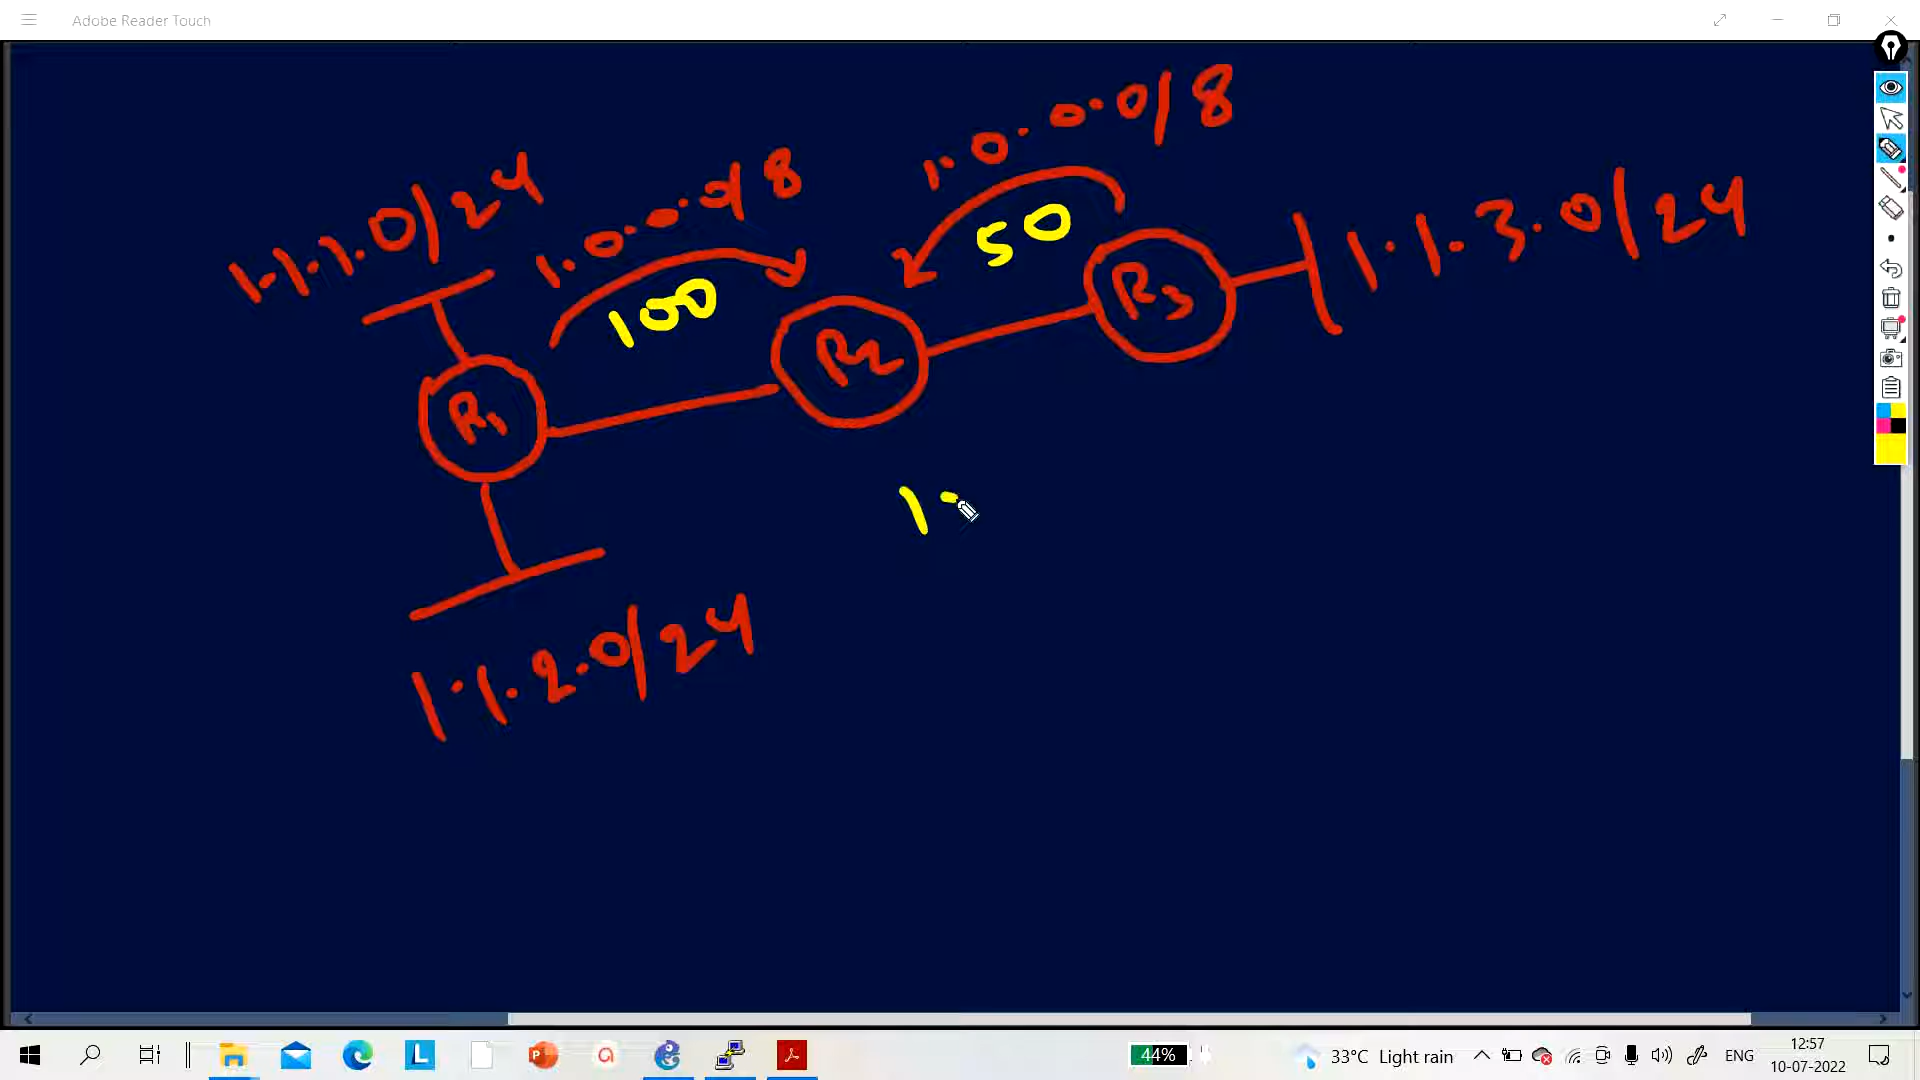 Adobe Reader Touch
1.0.0.0/8
1.1.1.0/24
1.0.0.0/8
50
1.1.3.0/24
100
R3
R2
R1
1.
1.1.2.0/24
44%
33°C Light rain
ENG
12:57
10-07-2022